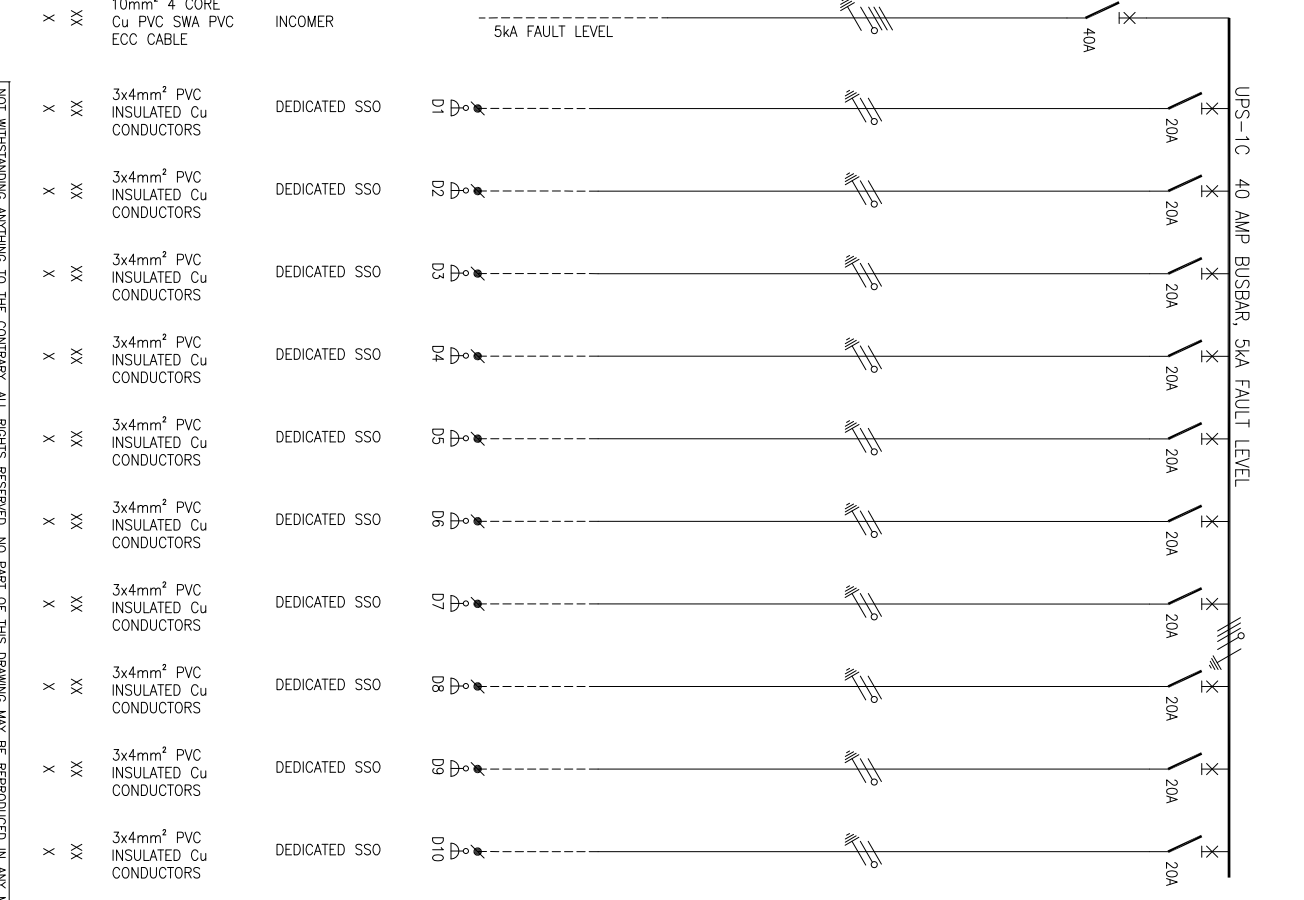 10mm² 4 CORE
Cu PVC SWA PVC
ECC CABLE
X XX
INCOMER
5kA FAULT LEVEL
40A
UPS-1C 40 AMP BUSBAR, 5kA FAULT LEVEL
X XX
3x4mm² PVC
INSULATED Cu
CONDUCTORS
DEDICATED SSO
D1
20A
X XX
3x4mm² PVC
INSULATED Cu
CONDUCTORS
DEDICATED SSO
D2
20A
X XX
3x4mm² PVC
INSULATED Cu
CONDUCTORS
DEDICATED SSO
D3
20A
X XX
3x4mm² PVC
INSULATED Cu
CONDUCTORS
DEDICATED SSO
D4
20A
X XX
3x4mm² PVC
INSULATED Cu
CONDUCTORS
DEDICATED SSO
D5
20A
X XX
3x4mm² PVC
INSULATED Cu
CONDUCTORS
DEDICATED SSO
D6
20A
X XX
3x4mm² PVC
INSULATED Cu
CONDUCTORS
DEDICATED SSO
D7
20A
X XX
3x4mm² PVC
INSULATED Cu
CONDUCTORS
DEDICATED SSO
D8
20A
X XX
3x4mm² PVC
INSULATED Cu
CONDUCTORS
DEDICATED SSO
D9
20A
X XX
3x4mm² PVC
INSULATED Cu
CONDUCTORS
DEDICATED SSO
D10
20A
NOT WITHSTANDING ANYTHING TO THE CONTRARY, ALL RIGHTS RESERVED. NO PART OF THIS DRAWING MAY BE REPRODUCED IN ANY